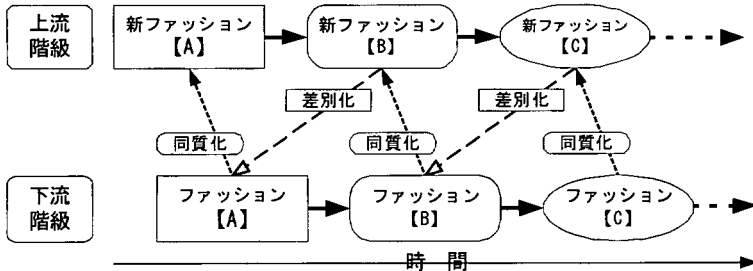 上流
階級
新ファッション
【A】
新ファッション
【B】
新ファッション
【C】
差別化
差別化
同質化
同質化
同質化
下流
階級
ファッション
【A】
ファッション
【B】
ファッション
【C】
時 間